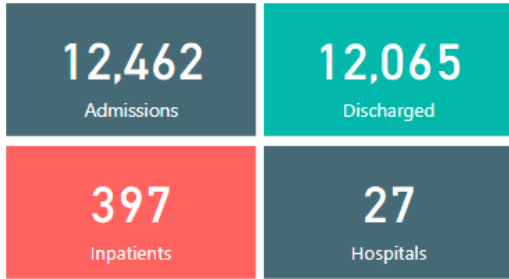 12,462
Admissions
12,065
Discharged
397
Inpatients
27
Hospitals